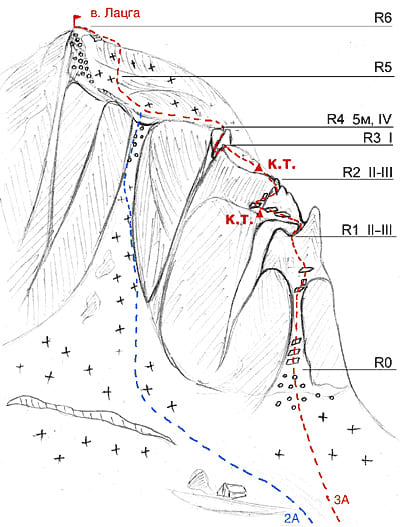 в. Лацга
R6
R5
R4 5м, IV
R3 I
К.Т.
R2 II-III
К.Т.
R1 II-III
R0
3А
2А